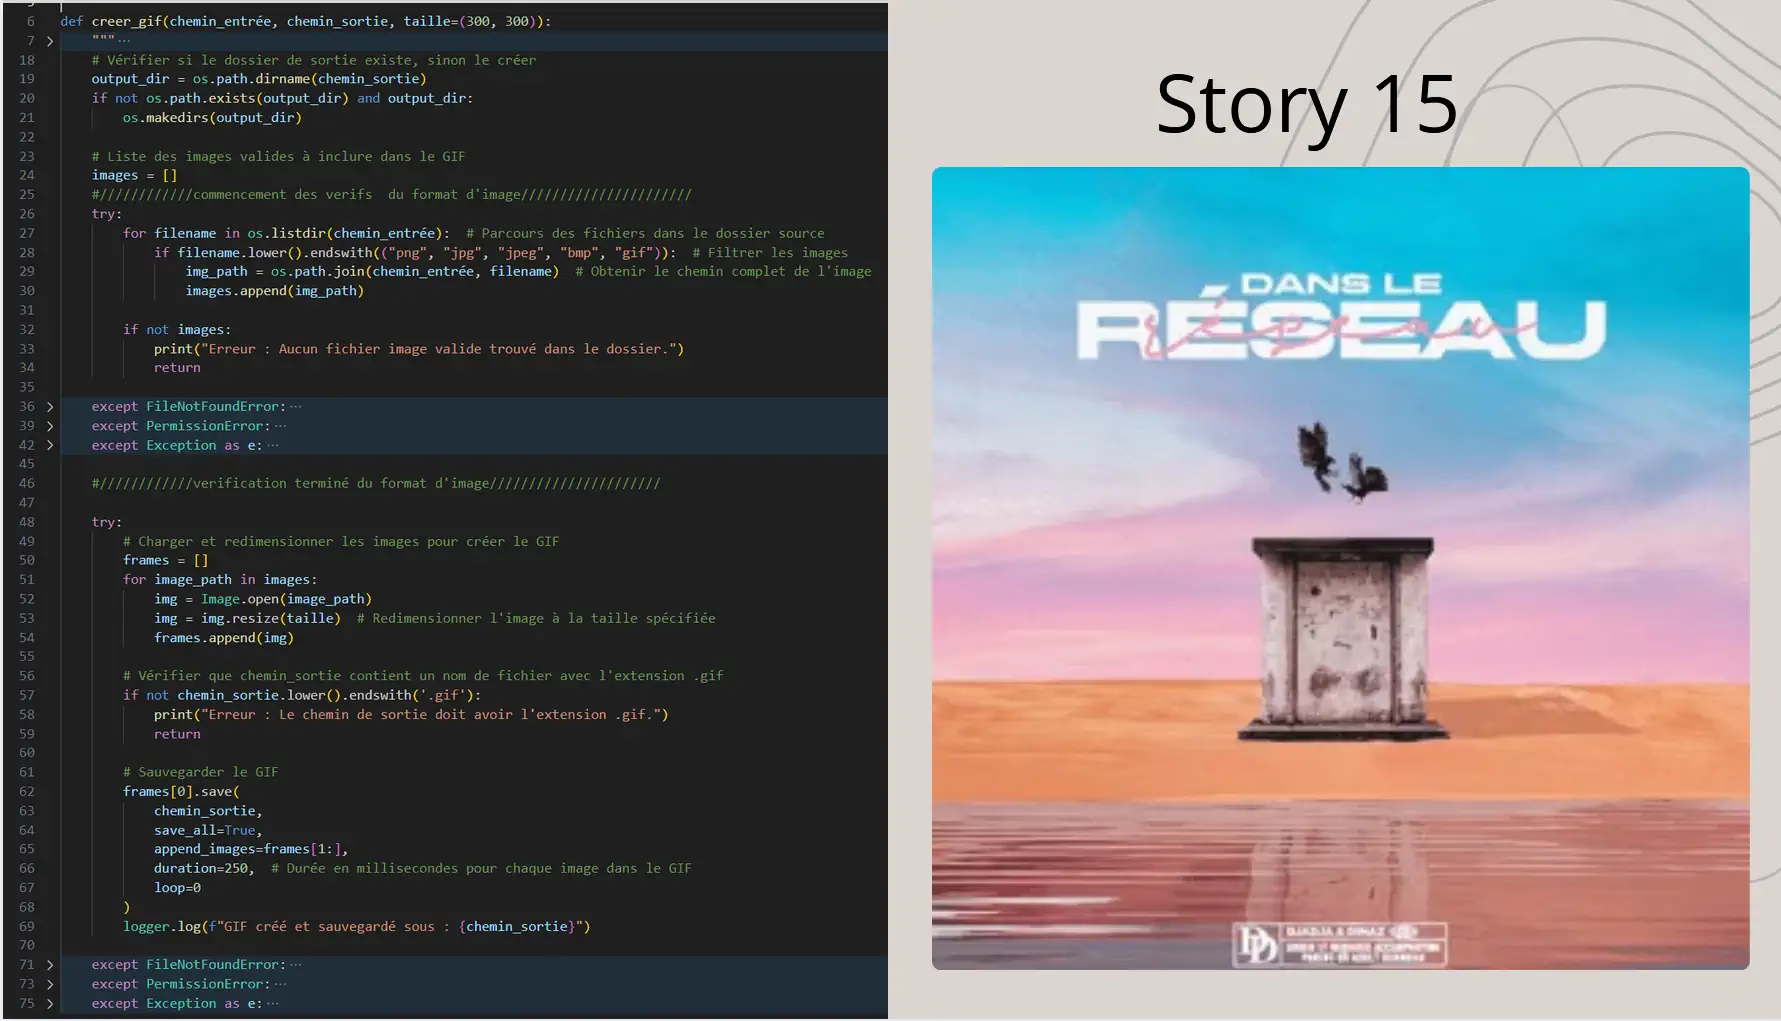 5
6 def creer_gif(chemin_entrée, chemin_sortie, taille=(300, 300)):
7 """...
18 # Vérifier si le dossier de sortie existe, sinon le créer
19 output_dir = os.path.dirname(chemin_sortie)
20 if not os.path.exists(output_dir) and output_dir:
21 os.makedirs(output_dir)
22
23 # Liste des images valides à inclure dans le GIF
24 images = []
25 #////////////commencement des verifs  du format d'image//////////////////////
26 try:
27 for filename in os.listdir(chemin_entrée):  # Parcours des fichiers dans le dossier source
28 if filename.lower().endswith(("png", "jpg", "jpeg", "bmp", "gif")):  # Filtrer les images
29 img_path = os.path.join(chemin_entrée, filename)  # Obtenir le chemin complet de l'image
30 images.append(img_path)
31
32 if not images:
33 print("Erreur : Aucun fichier image valide trouvé dans le dossier.")
34 return
35
36 except FileNotFoundError:...
39 except PermissionError:...
42 except Exception as e:...
45
46 #////////////verification terminé du format d'image//////////////////////
47
48 try:
49 # Charger et redimensionner les images pour créer le GIF
50 frames = []
51 for image_path in images:
52 img = Image.open(image_path)
53 img = img.resize(taille)  # Redimensionner l'image à la taille spécifiée
54 frames.append(img)
55
56 # Vérifier que chemin_sortie contient un nom de fichier avec l'extension .gif
57 if not chemin_sortie.lower().endswith('.gif'):
58 print("Erreur : Le chemin de sortie doit avoir l'extension .gif.")
59 return
60
61 # Sauvegarder le GIF
62 frames[0].save(
63 chemin_sortie,
64 save_all=True,
65 append_images=frames[1:],
66 duration=250,  # Durée en millisecondes pour chaque image dans le GIF
67 loop=0
68 )
69 logger.log(f"GIF créé et sauvegardé sous : {chemin_sortie}")
70
71 except FileNotFoundError:...
73 except PermissionError:...
75 except Exception as e:...
Story 15
DANS LE
RÉSEAU
réseau
DJADJA & DINAZ